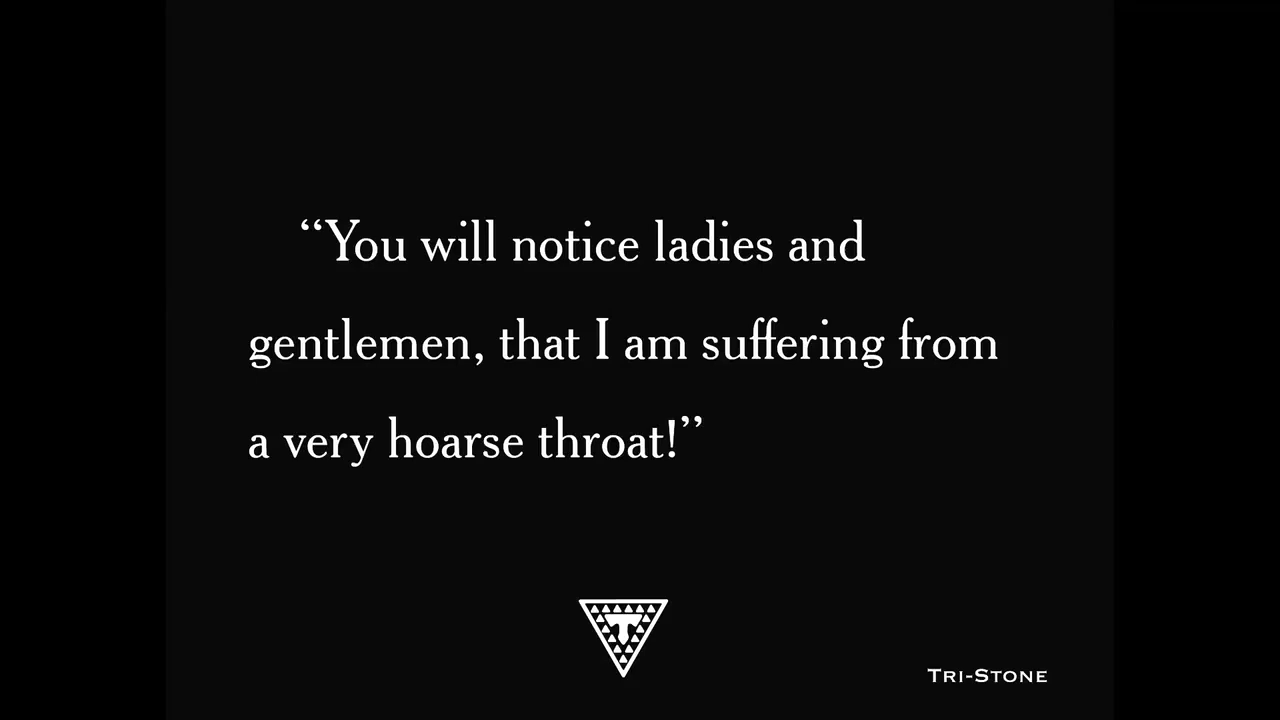 “You will notice ladies and
gentlemen, that I am suffering from
a very hoarse throat!”
T
TRI-STONE